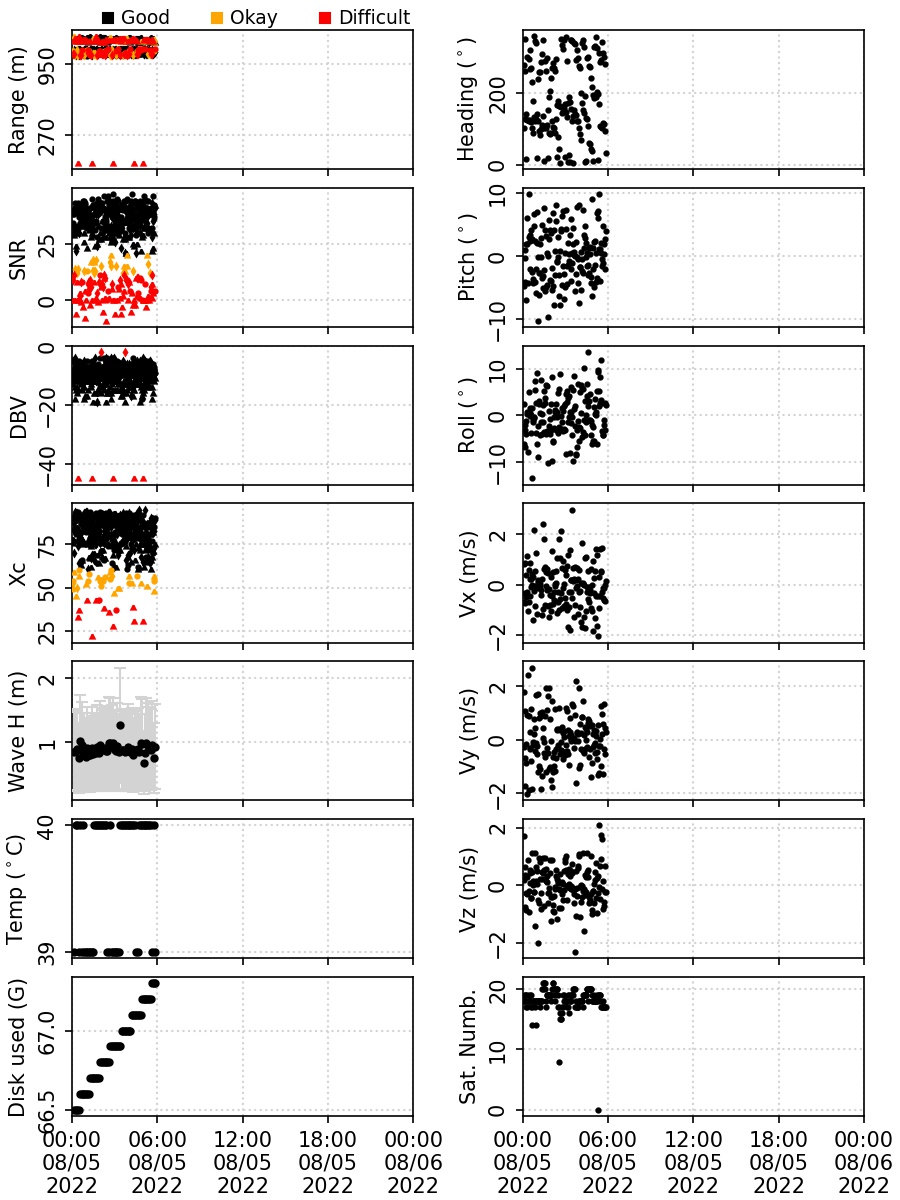 Good Okay Difficult
Range (m)
950
270
Heading (°)
200
0
SNR
25
0
Pitch (°)
10
0
−10
DBV
0
−20
−40
Roll (°)
10
0
−10
Xc
75
50
25
Vx (m/s)
2
0
−2
Wave H (m)
2
1
Vy (m/s)
2
0
−2
Temp (°C)
40
39
Vz (m/s)
2
0
−2
Disk used (G)
67.0
66.5
Sat. Numb.
20
10
0
00:00 06:00 12:00 18:00 00:00
08/05 08/05 08/05 08/05 08/06
2022 2022 2022 2022 2022
00:00 06:00 12:00 18:00 00:00
08/05 08/05 08/05 08/05 08/06
2022 2022 2022 2022 2022